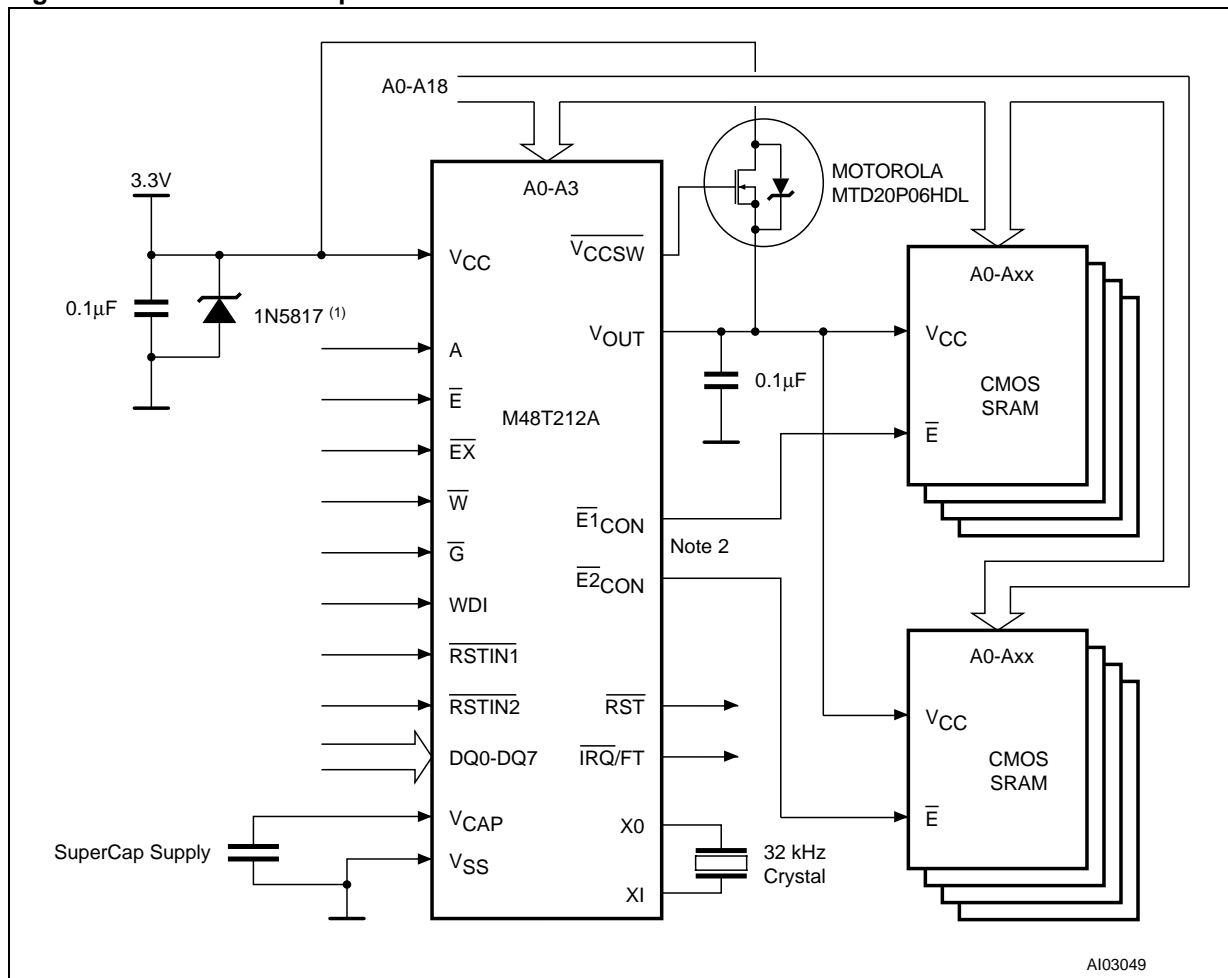 A0-A18
MOTOROLA
MTD20P06HDL
3.3V
0.1µF
1N5817 (1)
A0-A3
VCC
A
E
EX
W
G
WDI
RSTIN1
RSTIN2
DQ0-DQ7
VCAP
VSS
M48T212A
VCCSW
VOUT
E1CON
Note 2
E2CON
RST
IRQ/FT
X0
XI
0.1µF
32 kHz
Crystal
SuperCap Supply
A0-Axx
VCC
CMOS
SRAM
E
A0-Axx
VCC
CMOS
SRAM
E
AI03049